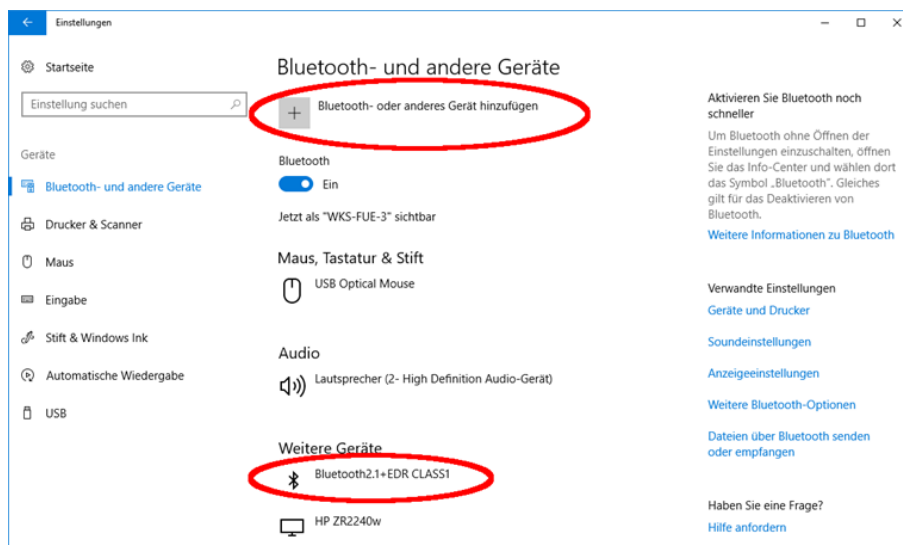 Einstellungen
Startseite
Einstellung suchen
Geräte
Bluetooth- und andere Geräte
Drucker & Scanner
Maus
Eingabe
Stift & Windows Ink
Automatische Wiedergabe
USB
Bluetooth- und andere Geräte
Bluetooth- oder anderes Gerät hinzufügen
Bluetooth
Ein
Jetzt als "WKS-FUE-3" sichtbar
Maus, Tastatur & Stift
USB Optical Mouse
Audio
Lautsprecher (2- High Definition Audio-Gerät)
Weitere Geräte
Bluetooth2.1+EDR CLASS1
HP ZR2240w
Aktivieren Sie Bluetooth noch
schneller
Um Bluetooth ohne Öffnen der
Einstellungen einzuschalten, öffnen
Sie das Info-Center und wählen dort
das Symbol „Bluetooth“. Gleiches
gilt für das Deaktivieren von
Bluetooth.
Weitere Informationen zu Bluetooth
Verwandte Einstellungen
Geräte und Drucker
Soundeinstellungen
Anzeigeeinstellungen
Weitere Bluetooth-Optionen
Dateien über Bluetooth senden
oder empfangen
Haben Sie eine Frage?
Hilfe anfordern